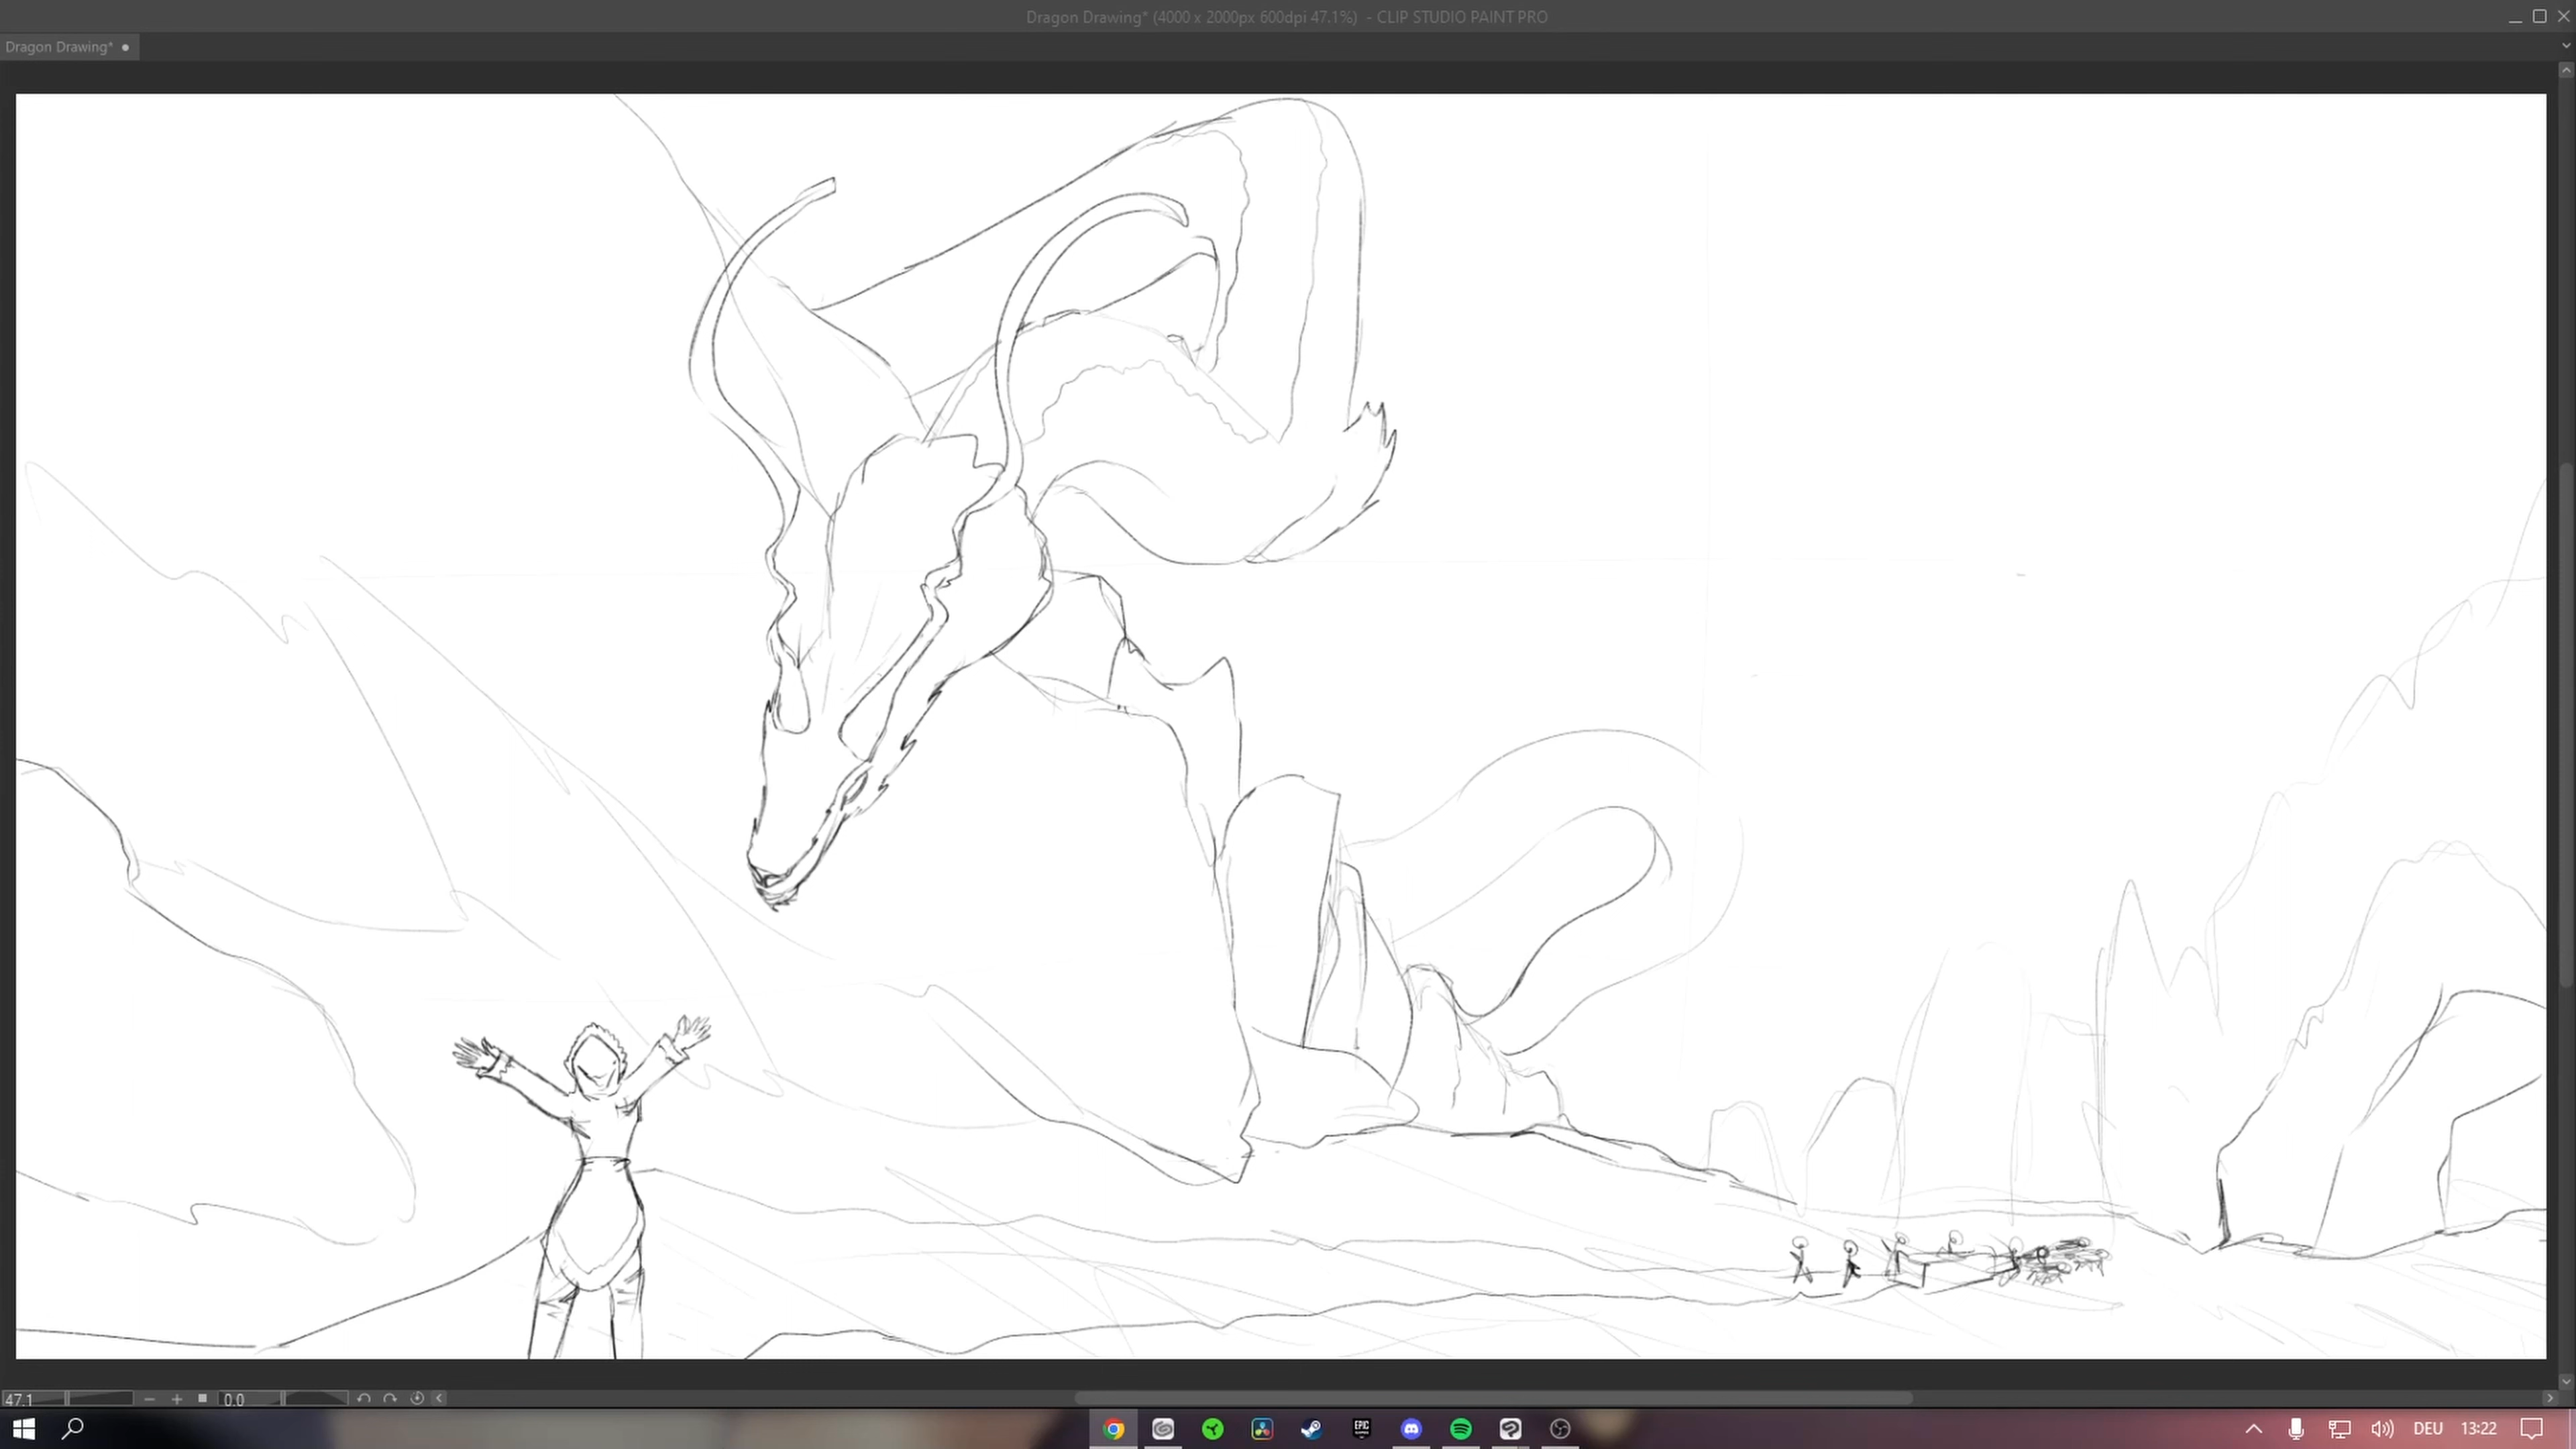 Dragon Drawing* (4000 x 2000px 600dpi 47.1%) - CLIP STUDIO PAINT PRO
Dragon Drawing*
47.1
0.0
EPIC
DEU
13:22